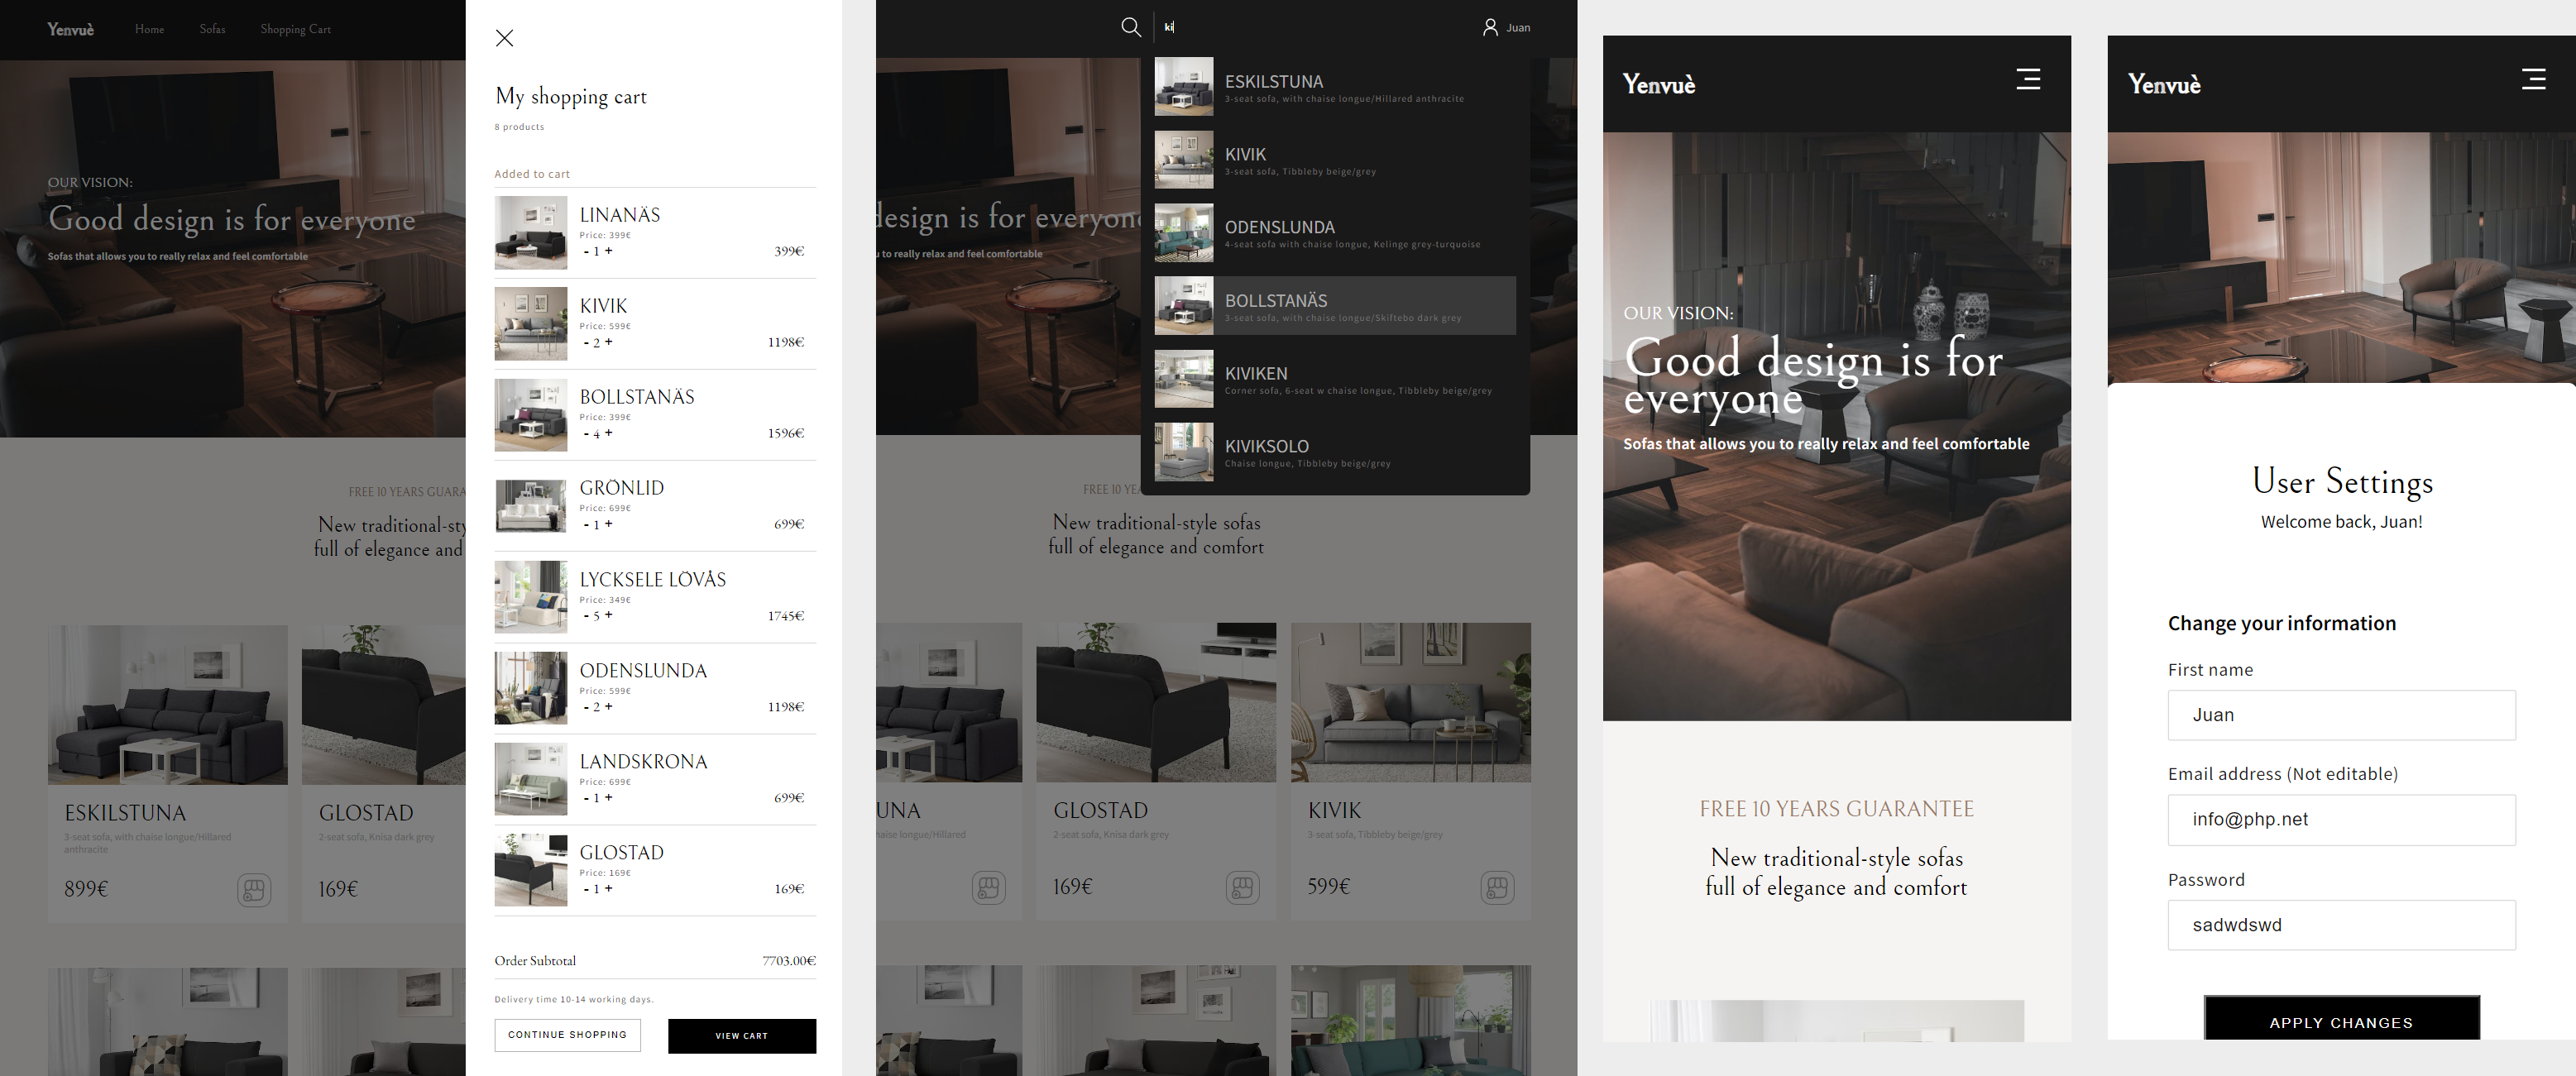 Yenvuè
Home
Sofas
Shopping Cart
OUR VISION:
Good design is for everyone
Sofas that allows you to really relax and feel comfortable
FREE 10 YEARS GUARA
New traditional-sty
full of elegance and
ESKILSTUNA
3-seat sofa, with chaise longue/Hillared
anthracite
899€
GLOSTAD
2-seat sofa, Knisa dark grey
169€
My shopping cart
8 products
Added to cart
LINANÄS
Price: 399€
- 1 +
399€
KIVIK
Price: 599€
- 2 +
1198€
BOLLSTANÄS
Price: 399€
- 4 +
1596€
GRÖNLID
Price: 699€
- 1 +
699€
LYCKSELE LÖVÅS
Price: 349€
- 5 +
1745€
ODENSLUNDA
Price: 599€
- 2 +
1198€
LANDSKRONA
Price: 699€
- 1 +
699€
GLOSTAD
Price: 169€
- 1 +
169€
Order Subtotal
7703.00€
Delivery time 10-14 working days.
CONTINUE SHOPPING
VIEW CART
ki
Juan
ESKILSTUNA
3-seat sofa, with chaise longue/Hillared anthracite
KIVIK
3-seat sofa, Tibbleby beige/grey
ODENSLUNDA
4-seat sofa with chaise longue, Kelinge grey-turquoise
BOLLSTANÄS
3-seat sofa, with chaise longue/Skiftebo dark grey
KIVIKEN
Corner sofa, 6-seat w chaise longue, Tibbleby beige/grey
KIVIKSOLO
Chaise longue, Tibbleby beige/grey
design is for everyone
u to really relax and feel comfortable
FREE 10 YEA
New traditional-style sofas
full of elegance and comfort
UNA
haise longue/Hillared
GLOSTAD
2-seat sofa, Knisa dark grey
169€
KIVIK
3-seat sofa, Tibbleby beige/grey
599€
Yenvuè
OUR VISION:
Good design is for
everyone
Sofas that allows you to really relax and feel comfortable
FREE 10 YEARS GUARANTEE
New traditional-style sofas
full of elegance and comfort
Yenvuè
User Settings
Welcome back, Juan!
Change your information
First name
Juan
Email address (Not editable)
info@php.net
Password
sadwdswd
APPLY CHANGES